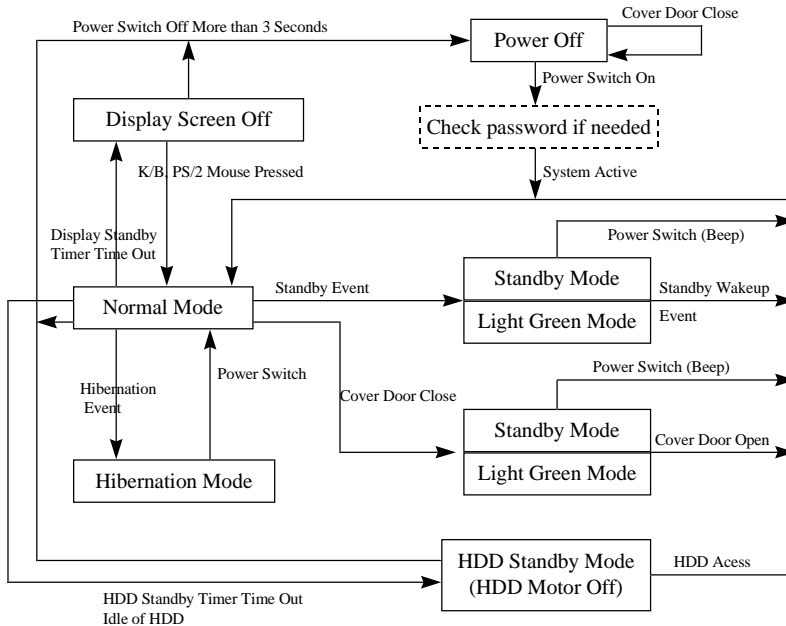 Cover Door Close
Power Switch Off More than 3 Seconds
Power Off
Power Switch On
Display Screen Off
Check password if needed
K/B, PS/2 Mouse Pressed
System Active
Display Standby
Timer Time Out
Power Switch (Beep)
Standby Mode
Standby Event
Standby Wakeup
Normal Mode
Light Green Mode
Event
Power Switch
Power Switch (Beep)
Hibernation
Event
Cover Door Close
Standby Mode
Cover Door Open
Hibernation Mode
Light Green Mode
HDD Standby Mode
(HDD Motor Off)
HDD Acess
HDD Standby Timer Time Out
Idle of HDD